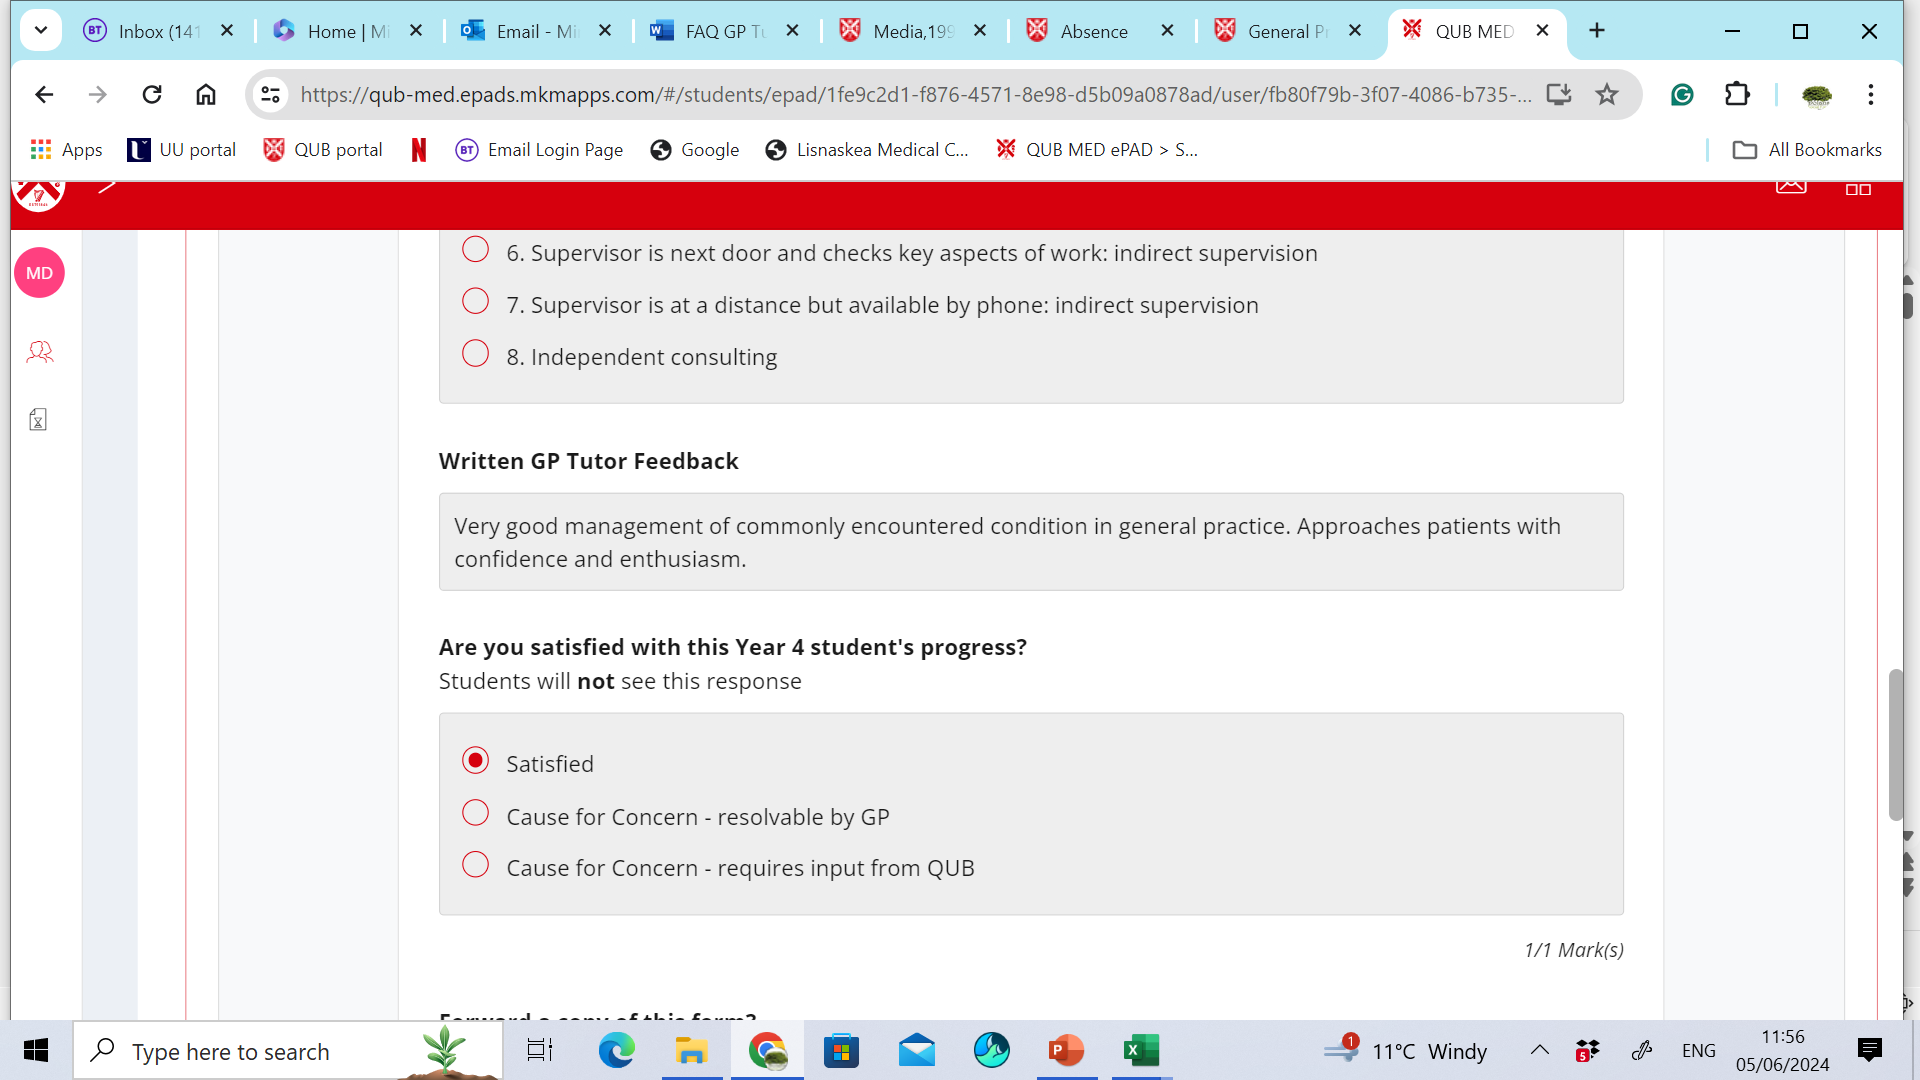 Inbox (141
Home | Mi
Email - Mi
FAQ GP Tu
Media,199
Absence
General Pr
QUB MED
https://qub-med.epads.mkmapps.com/#/students/epad/1fe9c2d1-f876-4571-8e98-d5b09a0878ad/user/fb80f79b-3f07-4086-b735-...
Apps
UU portal
QUB portal
Email Login Page
Google
Lisnaskea Medical C...
QUB MED ePAD > S...
All Bookmarks
MD
6. Supervisor is next door and checks key aspects of work: indirect supervision
7. Supervisor is at a distance but available by phone: indirect supervision
8. Independent consulting
Written GP Tutor Feedback
Very good management of commonly encountered condition in general practice. Approaches patients with
confidence and enthusiasm.
Are you satisfied with this Year 4 student's progress?
Students will not see this response
Satisfied
Cause for Concern - resolvable by GP
Cause for Concern - requires input from QUB
1/1 Mark(s)
Forward a copy of this form?
Type here to search
1
11°C Windy
5
ENG
11:56
05/06/2024